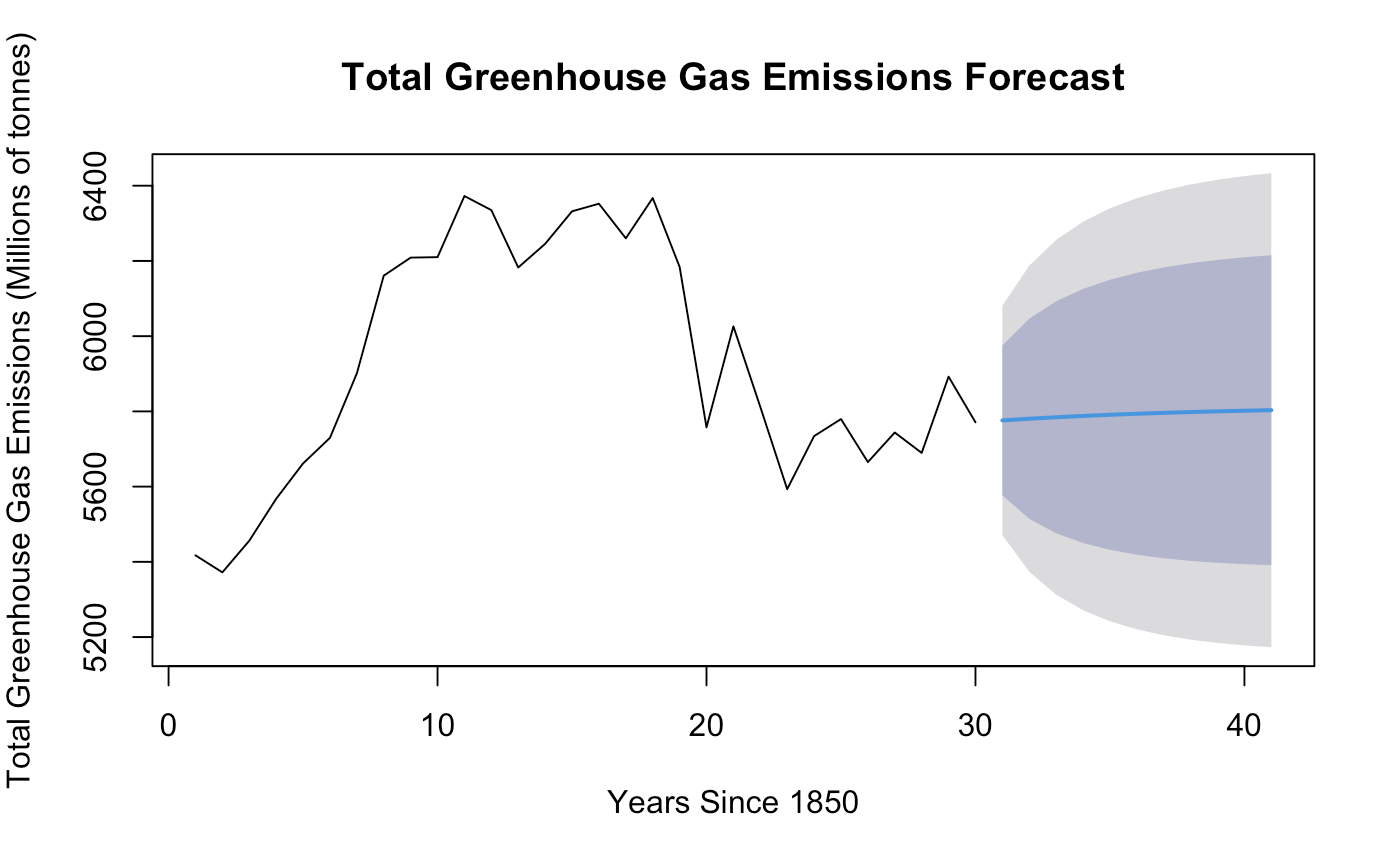 Total Greenhouse Gas Emissions Forecast
Total Greenhouse Gas Emissions (Millions of tonnes)
6400
6000
5600
5200
0 10 20 30 40
Years Since 1850